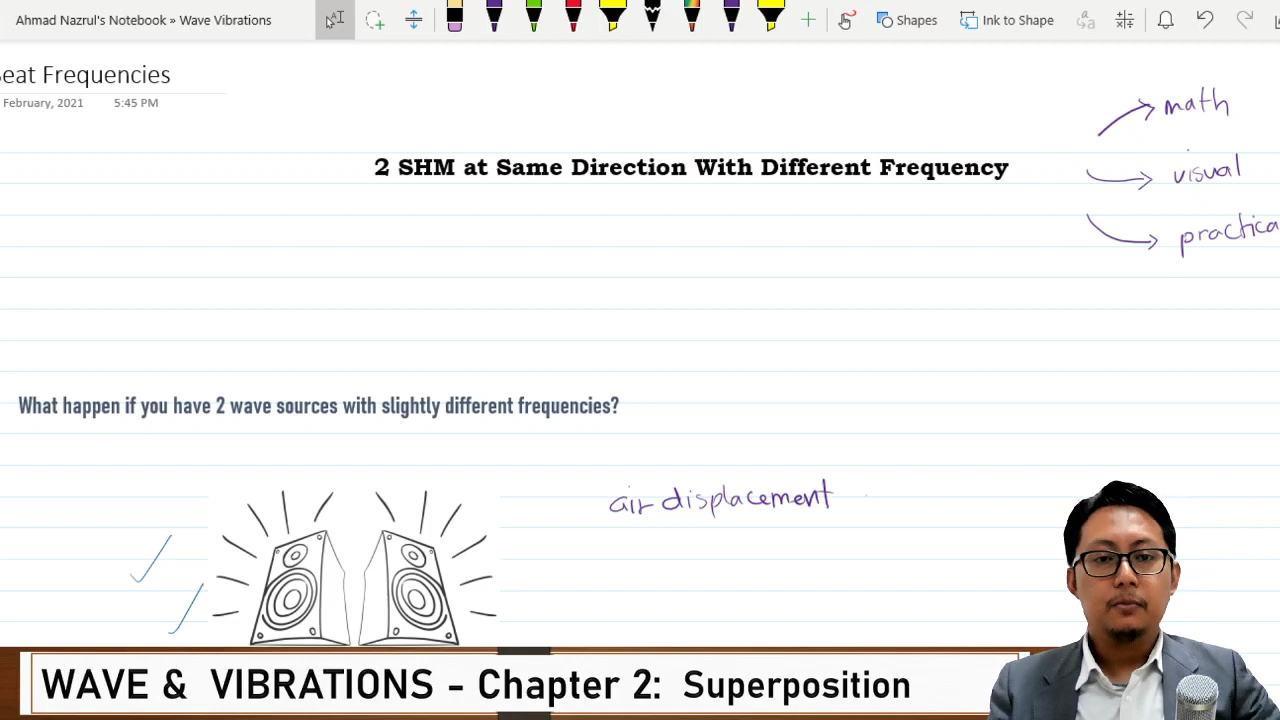 Ahmad Nazrul's Notebook » Wave Vibrations
Shapes
Ink to Shape
eat Frequencies
February, 2021 5:45 PM
math
2 SHM at Same Direction With Different Frequency
visual
practica
What happen if you have 2 wave sources with slightly different frequencies?
air displacement
WAVE & VIBRATIONS - Chapter 2: Superposition